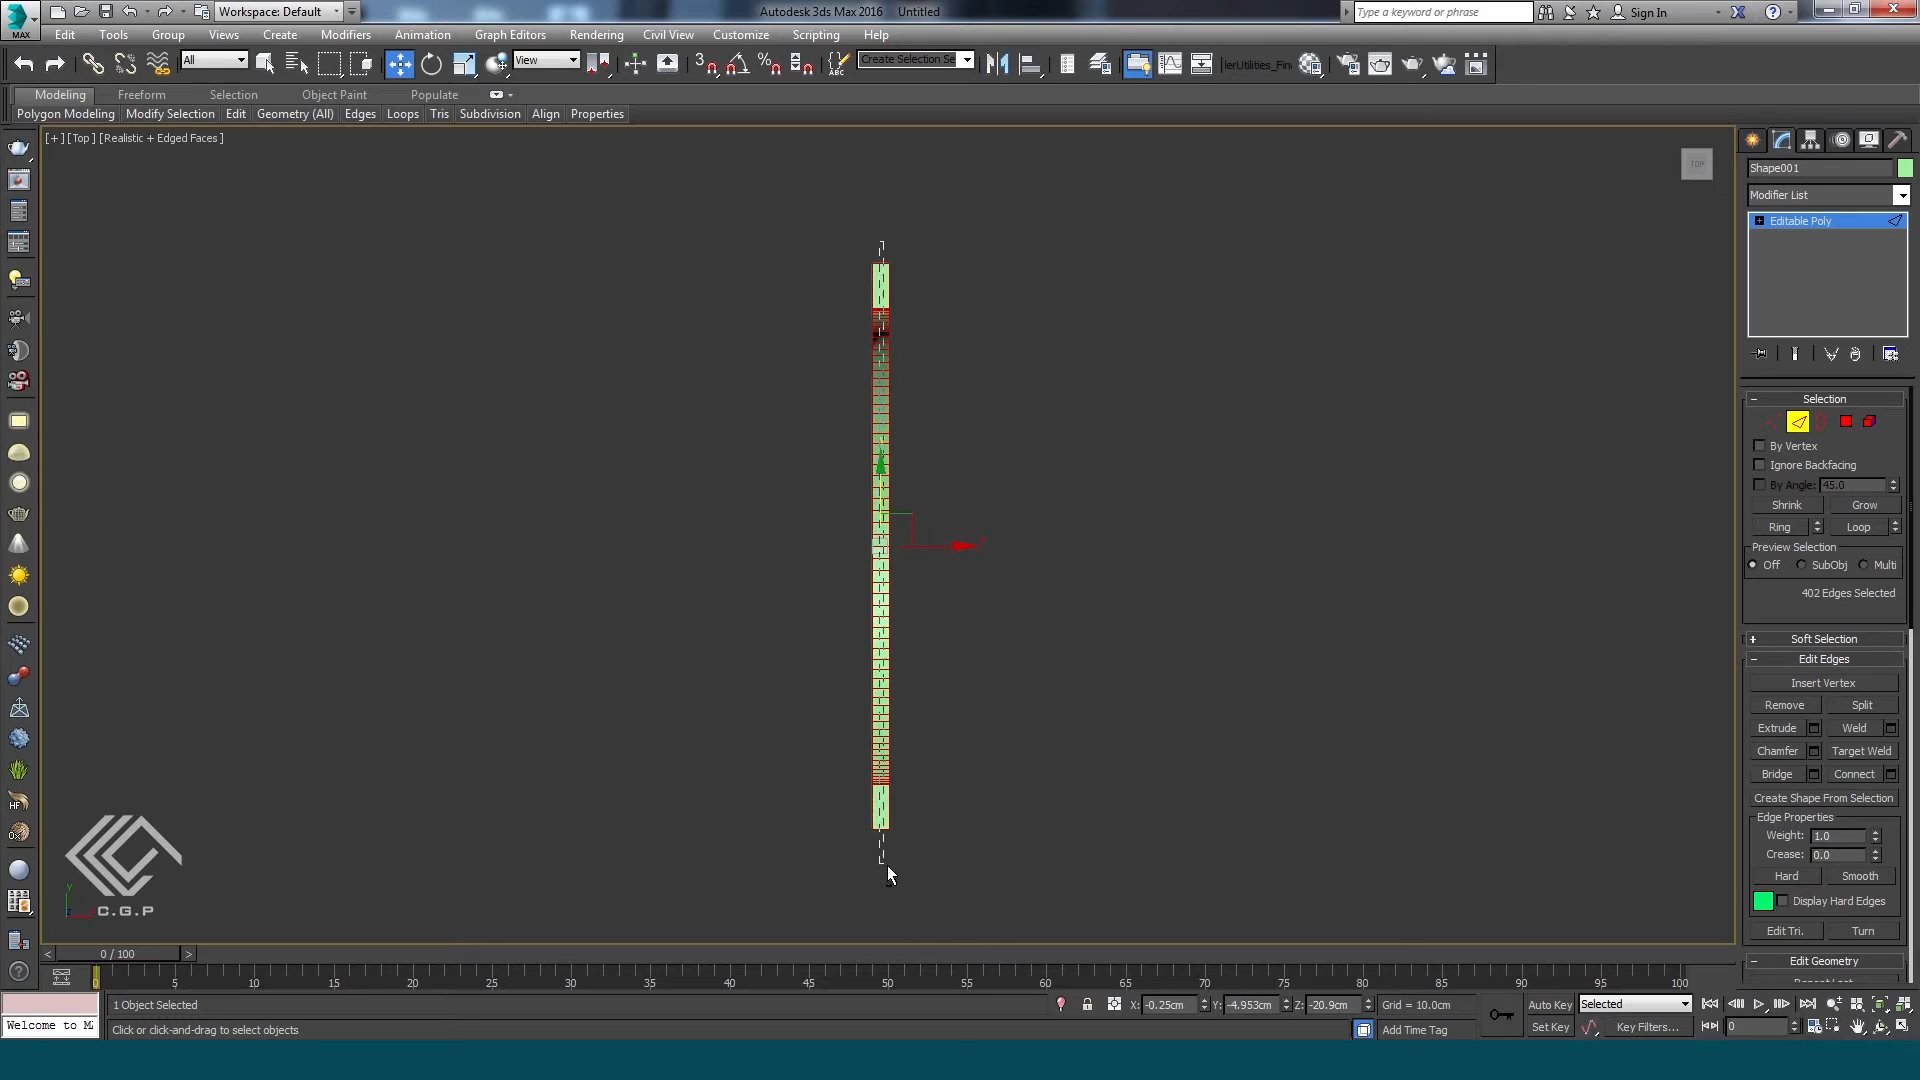 Workspace: Default
Autodesk 3ds Max 2016 Untitled
Type a keyword or phrase
Sign In
MAX
Edit Tools Group Views Create Modifiers Animation Graph Editors Rendering Civil View Customize Scripting Help
All
View
3
ABC
Create Selection Se
lerUtilities_Fin
Modeling Freeform Selection Object Paint Populate
Polygon Modeling Modify Selection Edit Geometry (All) Edges Loops Tris Subdivision Align Properties
[+] [Top] [Realistic + Edged Faces]
TOP
Shape001
Modifier List
Editable Poly
Selection
By Vertex
Ignore Backfacing
By Angle: 45.0
Shrink Grow
Ring Loop
Preview Selection
Off SubObj Multi
402 Edges Selected
Soft Selection
Edit Edges
Insert Vertex
Remove Split
Extrude Weld
Chamfer Target Weld
Bridge Connect
Create Shape From Selection
Edge Properties
Weight: 1.0
Crease: 0.0
Hard Smooth
Display Hard Edges
Edit Tri. Turn
Edit Geometry
HF
C.G.P
y
0 / 100
0 5 10 15 20 25 30 35 40 45 50 55 60 65 70 75 80 85 90 95 100
1 Object Selected
X: -0.25cm Y: -4.953cm Z: -20.9cm Grid = 10.0cm
Auto Key Selected
Welcome to M
Click or click-and-drag to select objects
Add Time Tag
Set Key Key Filters... 0